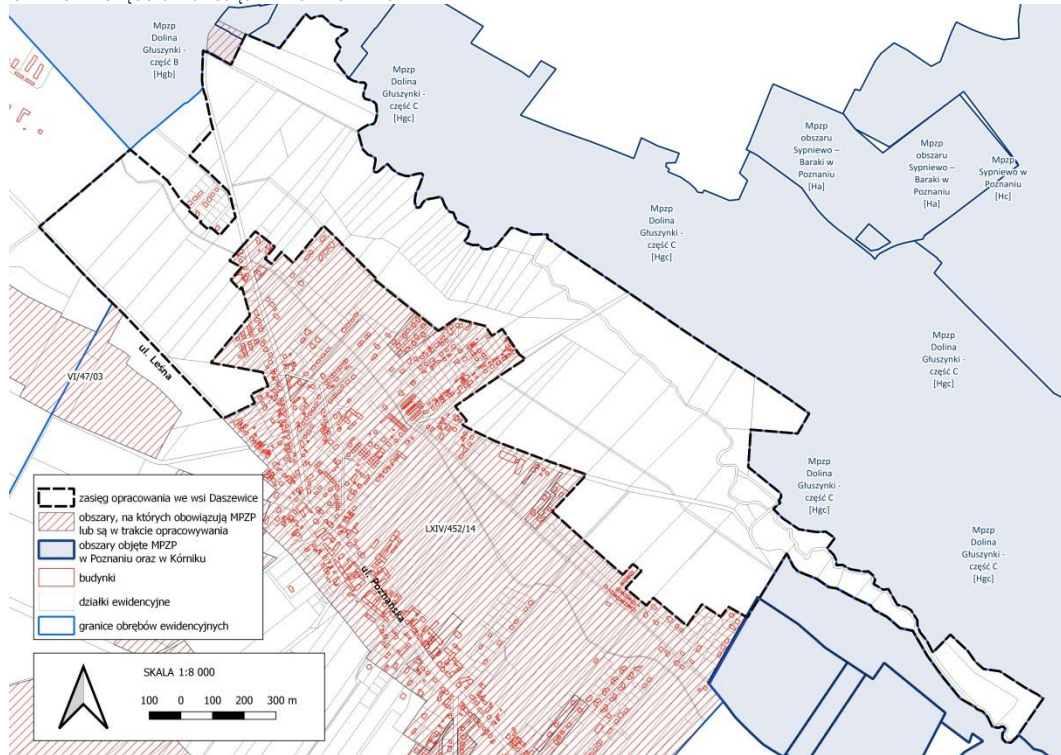 Mpzp
Dolina
Głuszynki -
część B
[Hgb]
Mpzp
Dolina
Głuszynki -
część C
[Hgc]
Mpzp
obszaru
Sypniewo –
Baraki w
Poznaniu
[Ha]
Mpzp
obszaru
Sypniewo –
Baraki w
Poznaniu
[Ha]
Mpzp
Sypniewo w
Poznaniu
[Hc]
Mpzp
Dolina
Głuszynki -
część C
[Hgc]
Mpzp
Dolina
Głuszynki -
część C
[Hgc]
ul. Leśna
VI/47/03
Mpzp
Dolina
Głuszynki -
część C
[Hgc]
Mpzp
Dolina
Głuszynki -
część C
[Hgc]
LXIV/452/14
ul. Poznańska
zasięg opracowania we wsi Daszewice
obszary, na których obowiązują MPZP
lub są w trakcie opracowywania
obszary objęte MPZP
w Poznaniu oraz w Kórniku
budynki
działki ewidencyjne
granice obrębów ewidencyjnych
SKALA 1:8 000
100 0 100 200 300 m